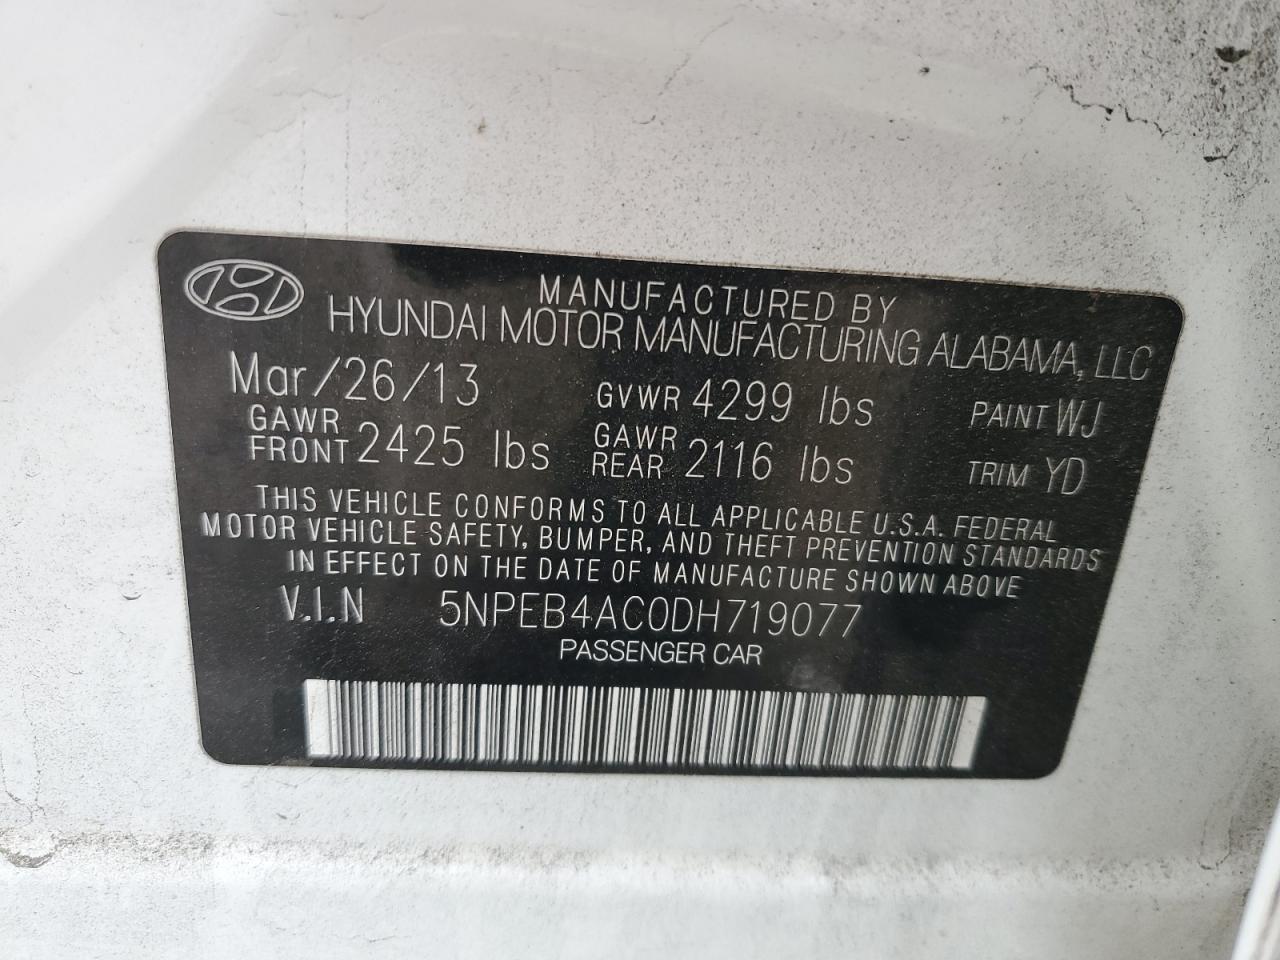 MANUFACTURED BY
HYUNDAI MOTOR MANUFACTURING ALABAMA, LLC
Mar/26/13 GVWR 4299 lbs PAINT WJ
GAWR FRONT 2425 lbs GAWR REAR 2116 lbs TRIM YD
THIS VEHICLE CONFORMS TO ALL APPLICABLE U.S.A. FEDERAL
MOTOR VEHICLE SAFETY, BUMPER, AND THEFT PREVENTION STANDARDS
IN EFFECT ON THE DATE OF MANUFACTURE SHOWN ABOVE
V.I.N 5NPEB4AC0DH719077
PASSENGER CAR